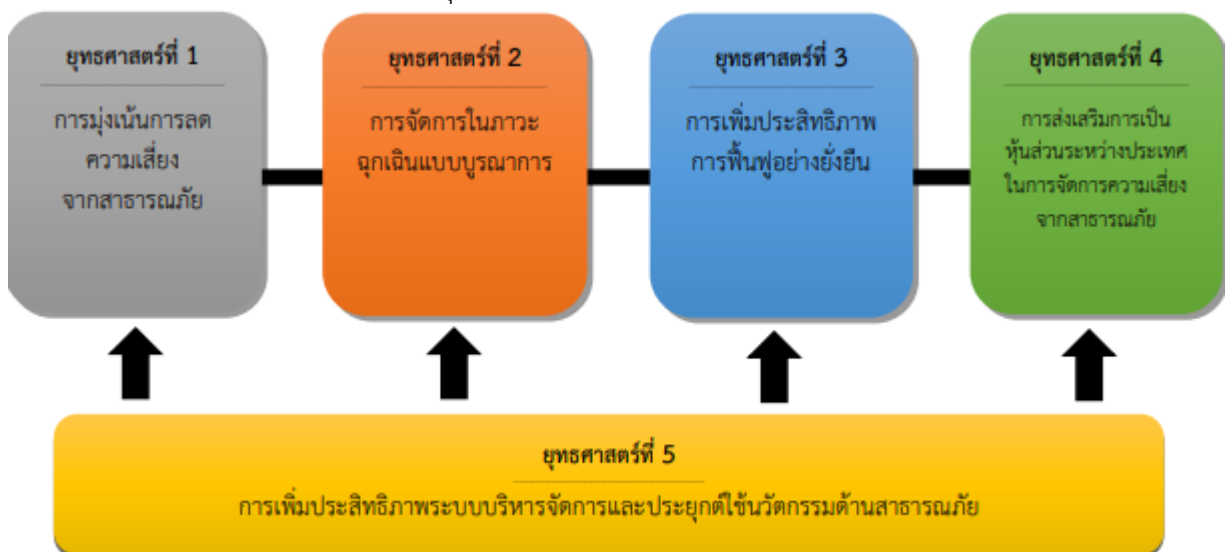 ยุทธศาสตร์ที่ 1
การมุ่งเน้นการลด
ความเสี่ยง
จากสาธารณภัย
ยุทธศาสตร์ที่ 2
การจัดการในภาวะ
ฉุกเฉินแบบบูรณาการ
ยุทธศาสตร์ที่ 3
การเพิ่มประสิทธิภาพ
การฟื้นฟูอย่างยั่งยืน
ยุทธศาสตร์ที่ 4
การส่งเสริมการเป็น
หุ้นส่วนระหว่างประเทศ
ในการจัดการความเสี่ยง
จากสาธารณภัย
ยุทธศาสตร์ที่ 5
การเพิ่มประสิทธิภาพระบบบริหารจัดการและประยุกต์ใช้นวัตกรรมด้านสาธารณภัย